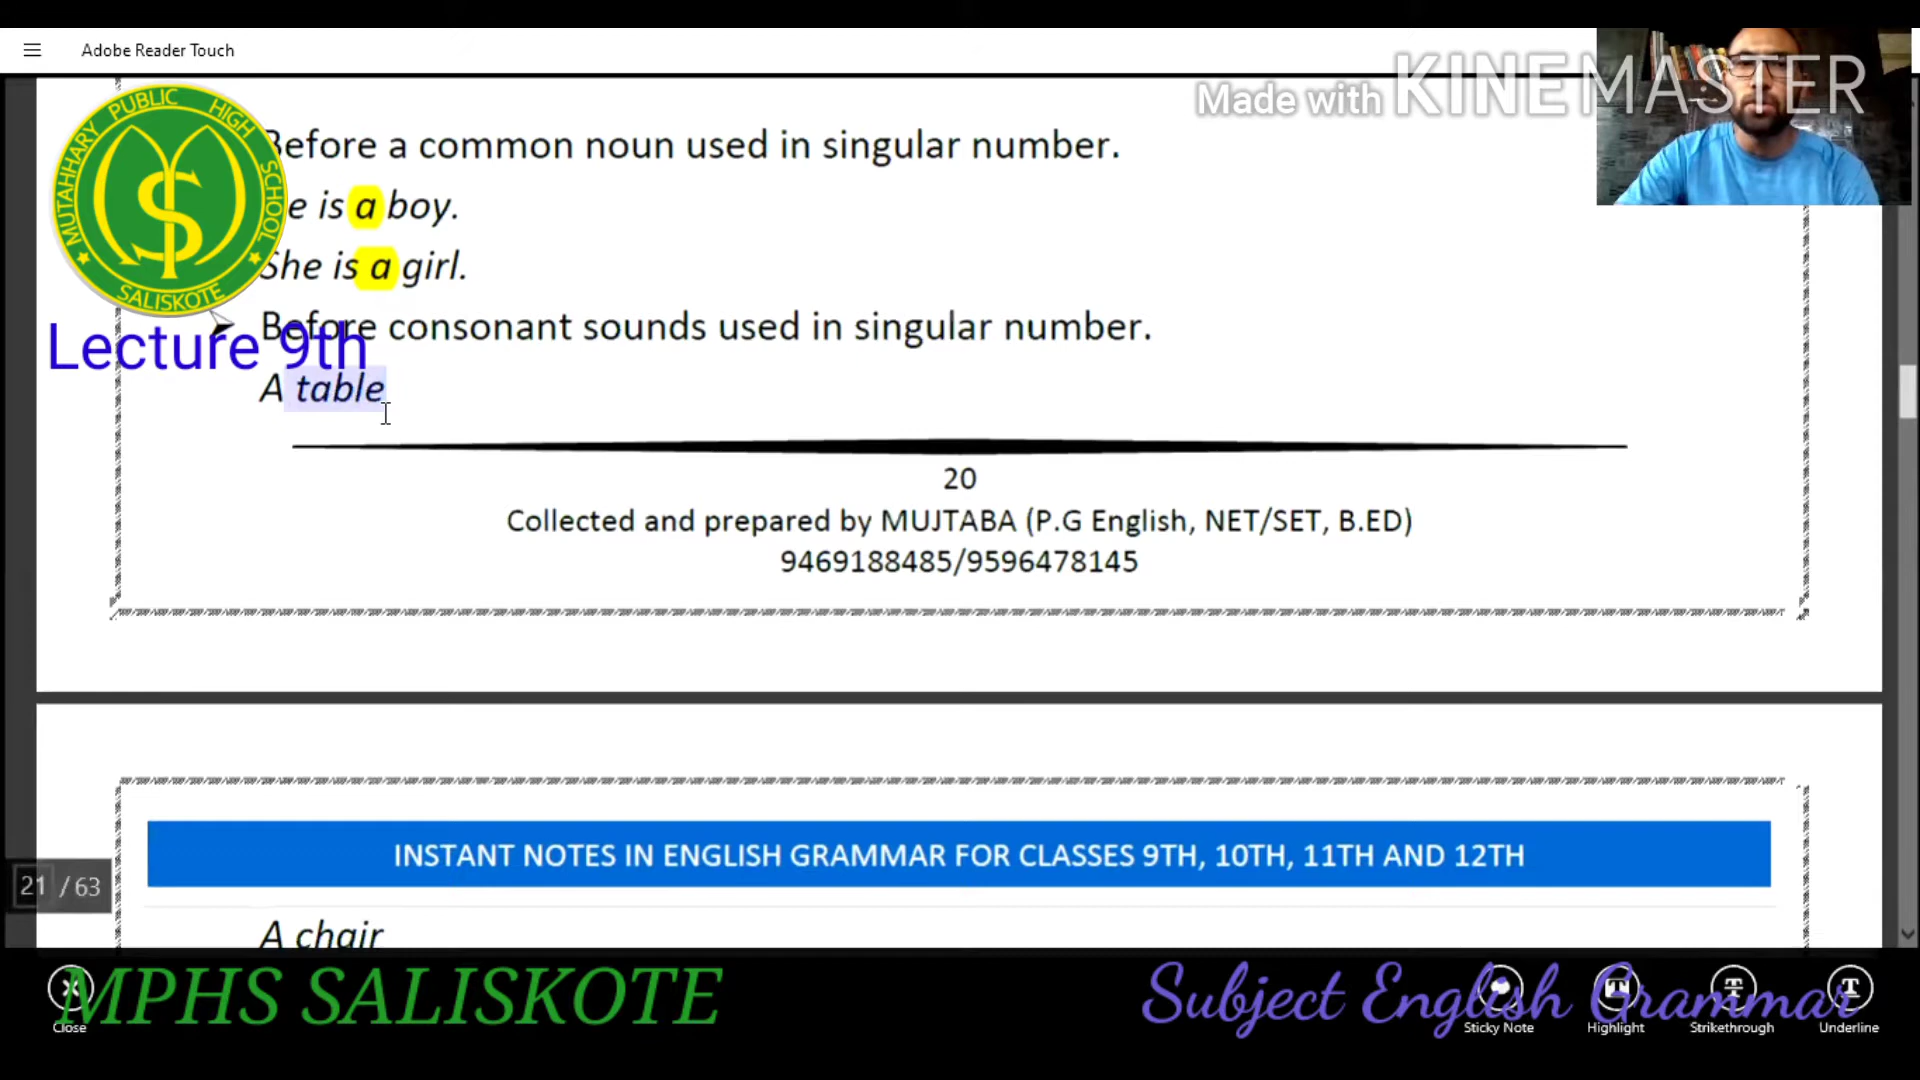 Adobe Reader Touch
Made with KINEMASTER
Before a common noun used in singular number.
e is a boy.
She is a girl.
MUTAHHARY PUBLIC HIGH SCHOOL
SALISKOTE
Before consonant sounds used in singular number.
Lecture 9th
A table
20
Collected and prepared by MUJTABA (P.G English, NET/SET, B.ED)
9469188485/9596478145
INSTANT NOTES IN ENGLISH GRAMMAR FOR CLASSES 9TH, 10TH, 11TH AND 12TH
21 / 63
A chair
MPHS SALISKOTE
Subject English Grammar
Close
Sticky Note
Highlight
Strikethrough
Underline